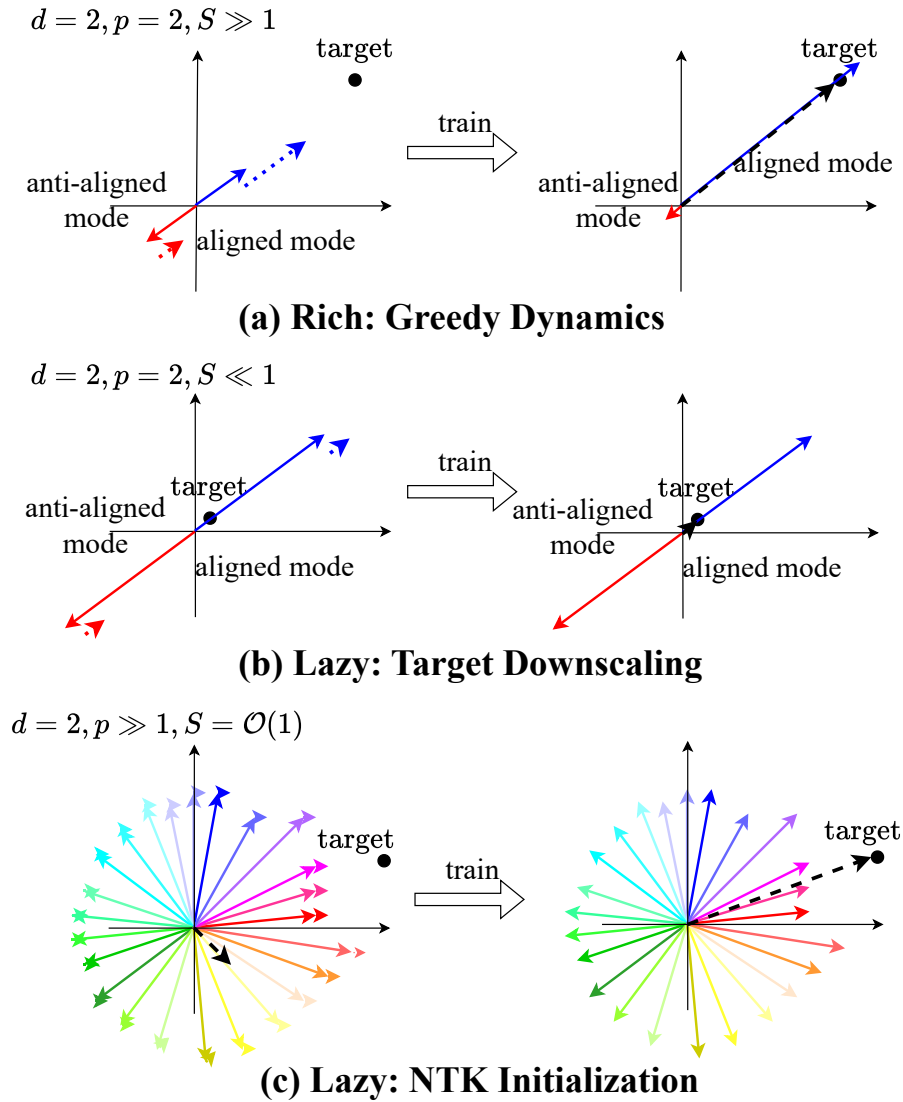 d = 2, p = 2, S ≫ 1
target
target
train
anti-aligned
mode
aligned mode
aligned mode
anti-aligned
mode
(a) Rich: Greedy Dynamics
d = 2, p = 2, S ≪ 1
train
target
target
anti-aligned
mode
anti-aligned
mode
aligned mode
aligned mode
(b) Lazy: Target Downscaling
d = 2, p ≫ 1, S = 𝒪(1)
target
target
train
(c) Lazy: NTK Initialization